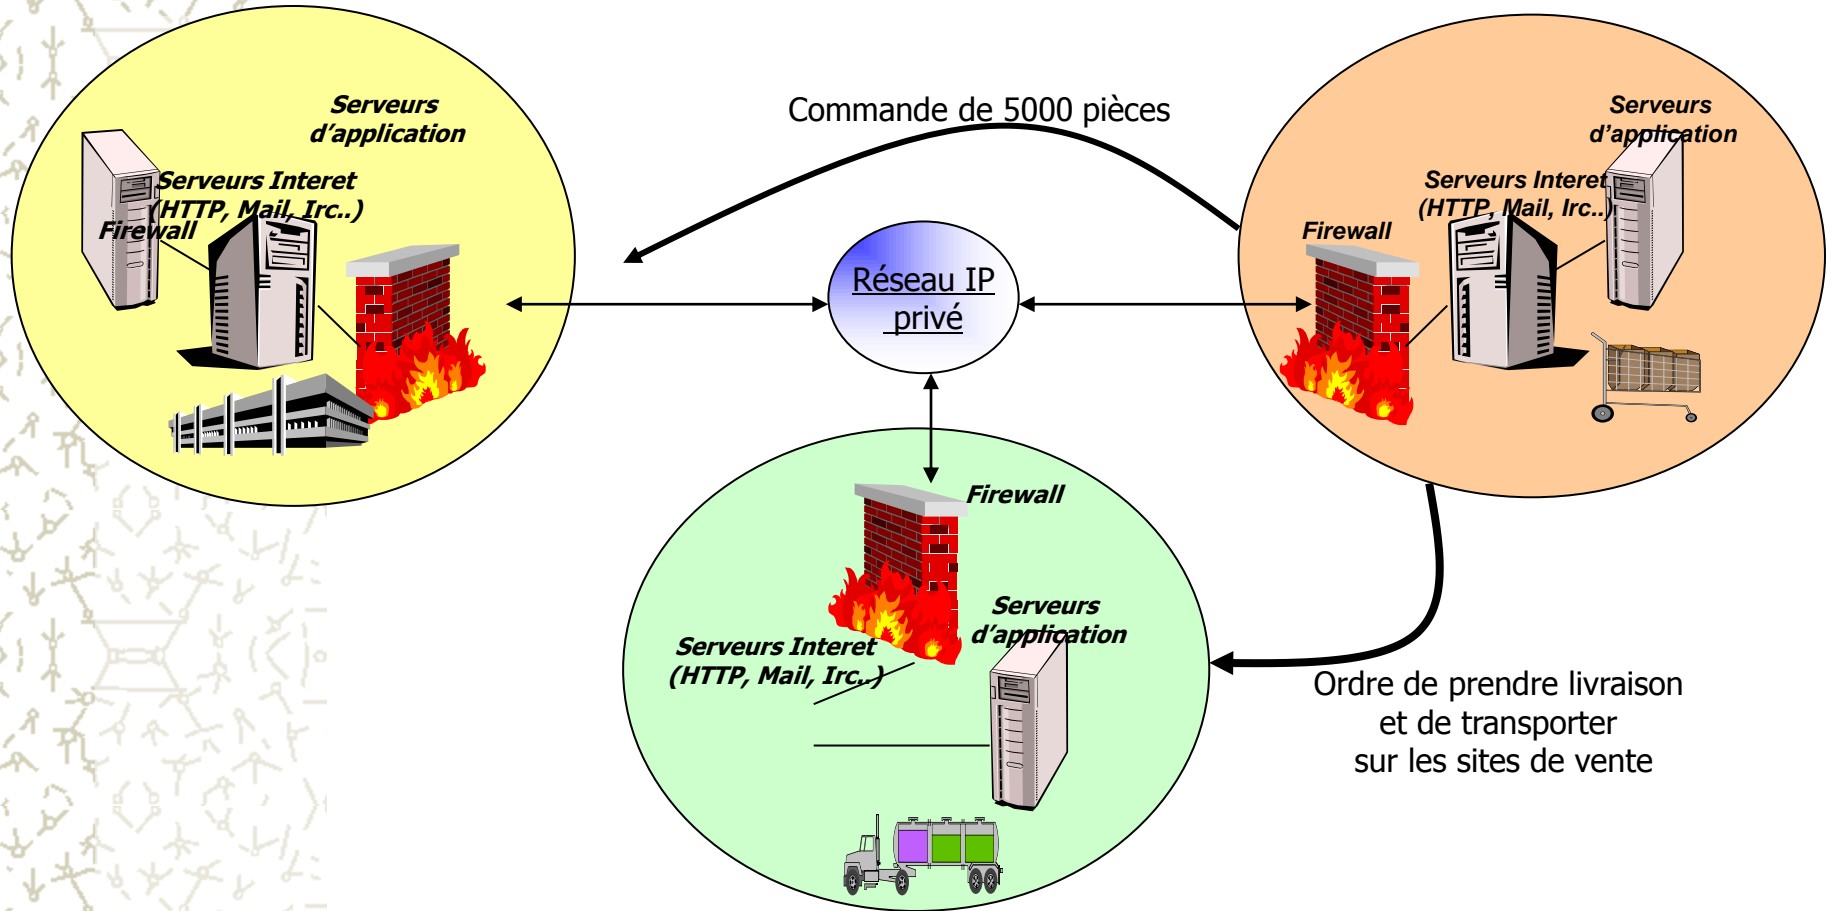 Serveurs
d'application
Serveurs Interet
(HTTP, Mail, Irc..)
Firewall
Commande de 5000 pièces
Réseau IP
privé
Serveurs
d'application
Serveurs Interet
(HTTP, Mail, Irc..)
Firewall
Firewall
Serveurs
d'application
Serveurs Interet
(HTTP, Mail, Irc..)
Ordre de prendre livraison
et de transporter
sur les sites de vente